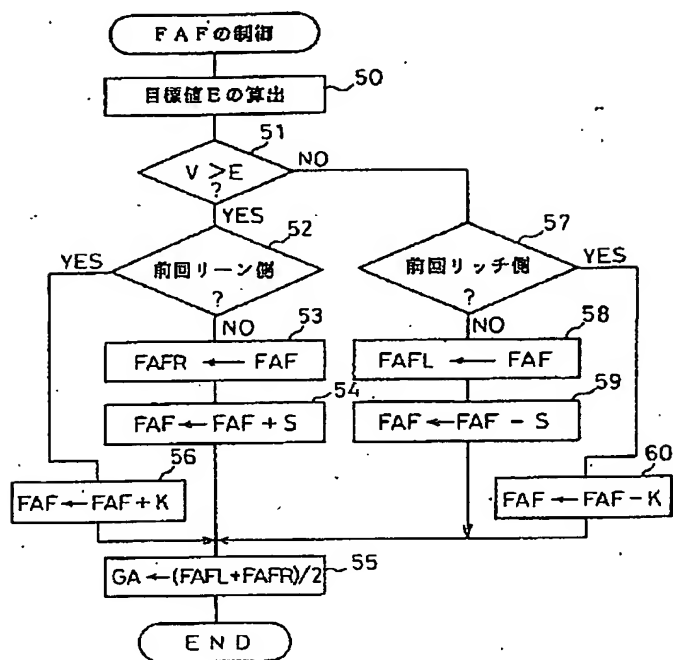 FAFの制御
50
目標値Eの算出
51
V>E
?
NO
YES
52
前回リーン側
?
YES
NO
57
前回リッチ側
?
YES
NO
53
FAFR ← FAF
58
FAFL ← FAF
54
FAF ← FAF + S
59
FAF ← FAF - S
56
FAF ← FAF + K
60
FAF ← FAF - K
55
GA ← (FAFL+FAFR)/2
END